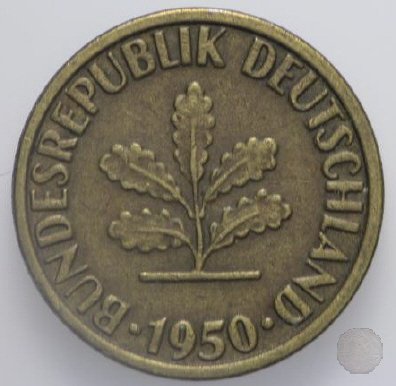 BUNDESREPUBLIK DEUTSCHLAND
· 1950 ·